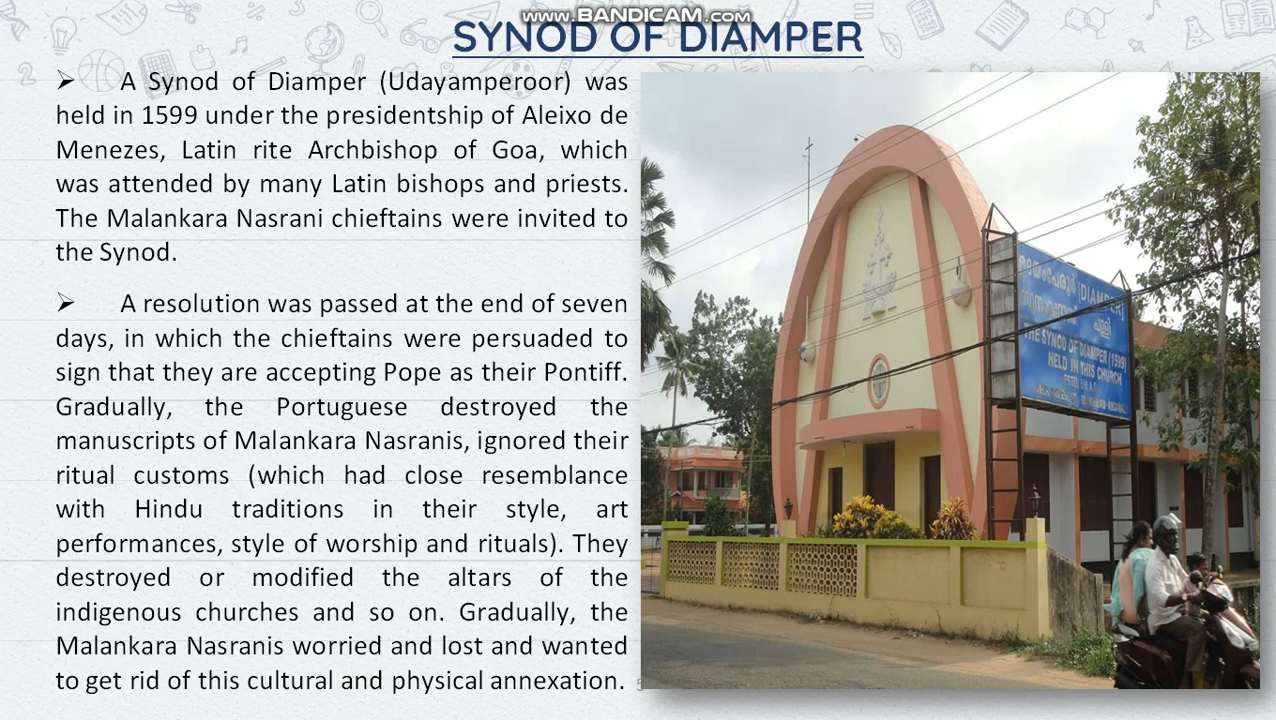 www.BANDICAM.com
SYNOD OF DIAMPER
➢ A Synod of Diamper (Udayamperoor) was
held in 1599 under the presidentship of Aleixo de
Menezes, Latin rite Archbishop of Goa, which
was attended by many Latin bishops and priests.
The Malankara Nasrani chieftains were invited to
the Synod.
➢ A resolution was passed at the end of seven
days, in which the chieftains were persuaded to
sign that they are accepting Pope as their Pontiff.
Gradually, the Portuguese destroyed the
manuscripts of Malankara Nasranis, ignored their
ritual customs (which had close resemblance
with Hindu traditions in their style, art
performances, style of worship and rituals). They
destroyed or modified the altars of the
indigenous churches and so on. Gradually, the
Malankara Nasranis worried and lost and wanted
to get rid of this cultural and physical annexation.
[DIAMPER]
പള്ളി
THE SYNOD OF DIAMPER (1599)
HELD IN THIS CHURCH